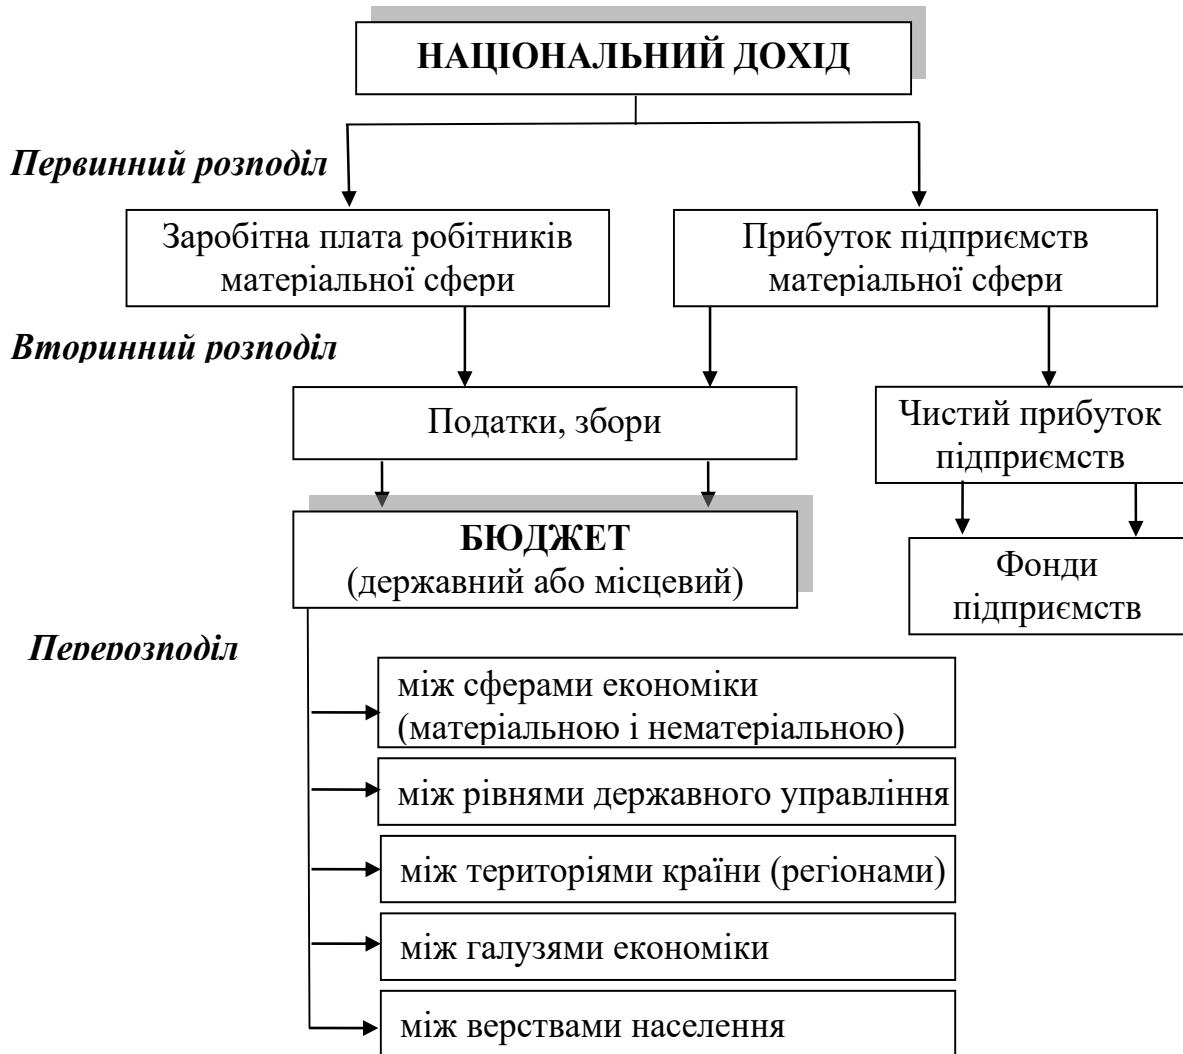 НАЦІОНАЛЬНИЙ ДОХІД
Первинний розподіл
Заробітна плата робітників
матеріальної сфери
Прибуток підприємств
матеріальної сфери
Вторинний розподіл
Податки, збори
Чистий прибуток
підприємств
БЮДЖЕТ
(державний або місцевий)
Фонди
підприємств
Перерозподіл
між сферами економіки
(матеріальною і нематеріальною)
між рівнями державного управління
між територіями країни (регіонами)
між галузями економіки
між верствами населення